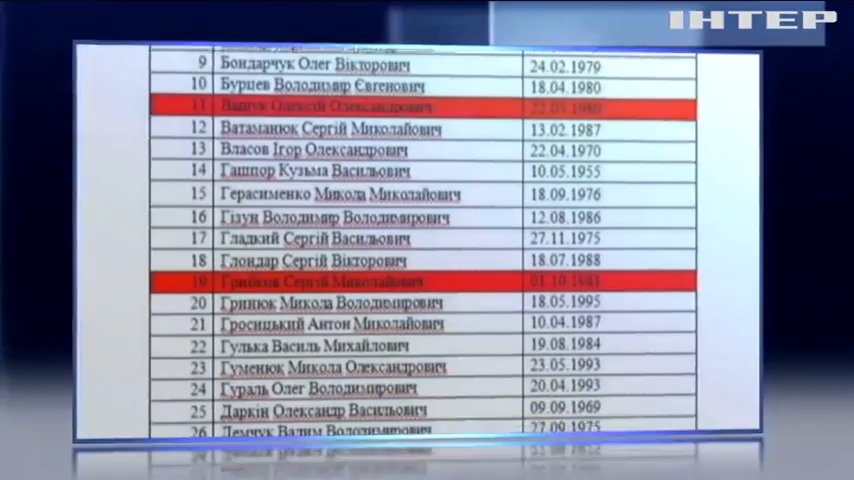 ІНТЕР
9 Бондарчук Олег Вікторович 24.02.1979
10 Бурцев Володимир Євгенович 18.04.1980
11 Ващук Олексій Олександрович
12 Ватаманюк Сергій Миколайович 13.02.1987
13 Власов Ігор Олександрович 22.04.1970
14 Гашпор Кузьма Васильович 10.05.1955
15 Герасименко Микола Миколайович 18.09.1976
16 Гізун Володимир Володимирович 12.08.1986
17 Гладкий Сергій Васильович 27.11.1975
18 Глондар Сергій Вікторович 18.07.1988
19 Грибков Сергій Миколайович 01.10.1981
20 Гринюк Микола Володимирович 18.05.1995
21 Гросицький Антон Миколайович 10.04.1987
22 Гулька Василь Михайлович 19.08.1984
23 Гуменюк Микола Олександрович 23.05.1993
24 Гураль Олег Володимирович 20.04.1993
25 Даркін Олександр Васильович 09.09.1969
26 Демчук Вадим Володимирович 27.09.1975